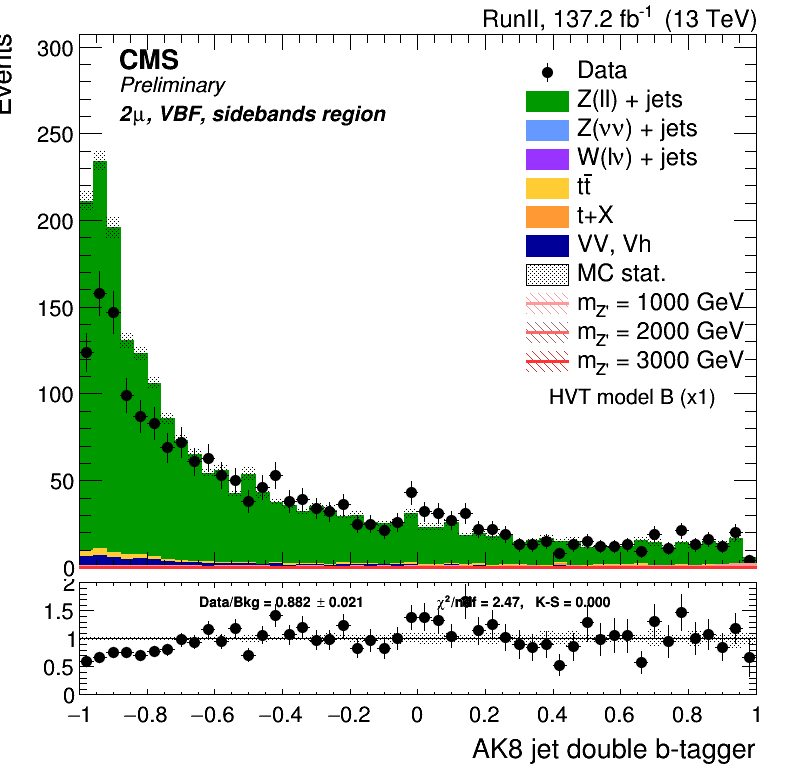 RunII, 137.2 fb-1 (13 TeV)
Events
CMS
Preliminary
2μ, VBF, sidebands region
Data
Z(ll) + jets
Z(νν) + jets
W(lν) + jets
tt̄
t+X
VV, Vh
MC stat.
mZ' = 1000 GeV
mZ' = 2000 GeV
mZ' = 3000 GeV
HVT model B (x1)
300
250
200
150
100
50
0
Data/Bkg = 0.882 ± 0.021 χ²/ndf = 2.47, K-S = 0.000
2
1.5
1
0.5
0
−1 −0.8 −0.6 −0.4 −0.2 0 0.2 0.4 0.6 0.8 1
AK8 jet double b-tagger